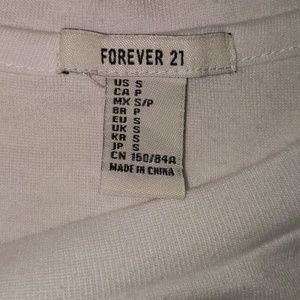 FOREVER 21
US S
CA P
MX S/P
BR P
EU S
UK S
KR S
JP S
CN 160/84A
MADE IN CHINA